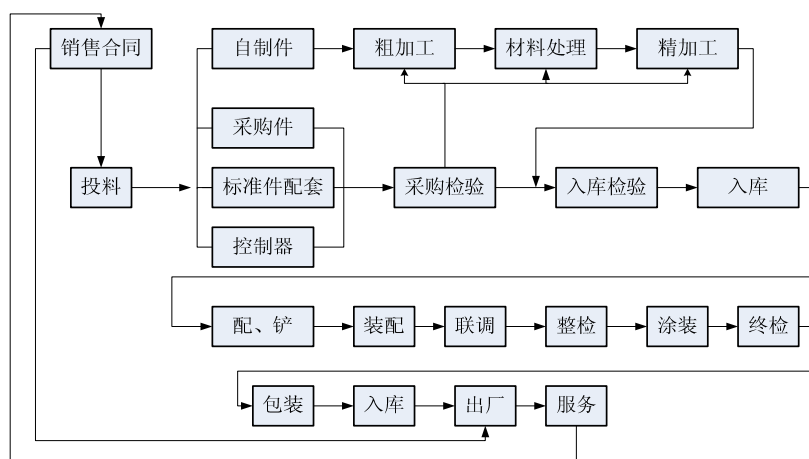 销售合同
自制件
粗加工
材料处理
精加工
采购件
投料
标准件配套
采购检验
入库检验
入库
控制器
配、铲
装配
联调
整检
涂装
终检
包装
入库
出厂
服务